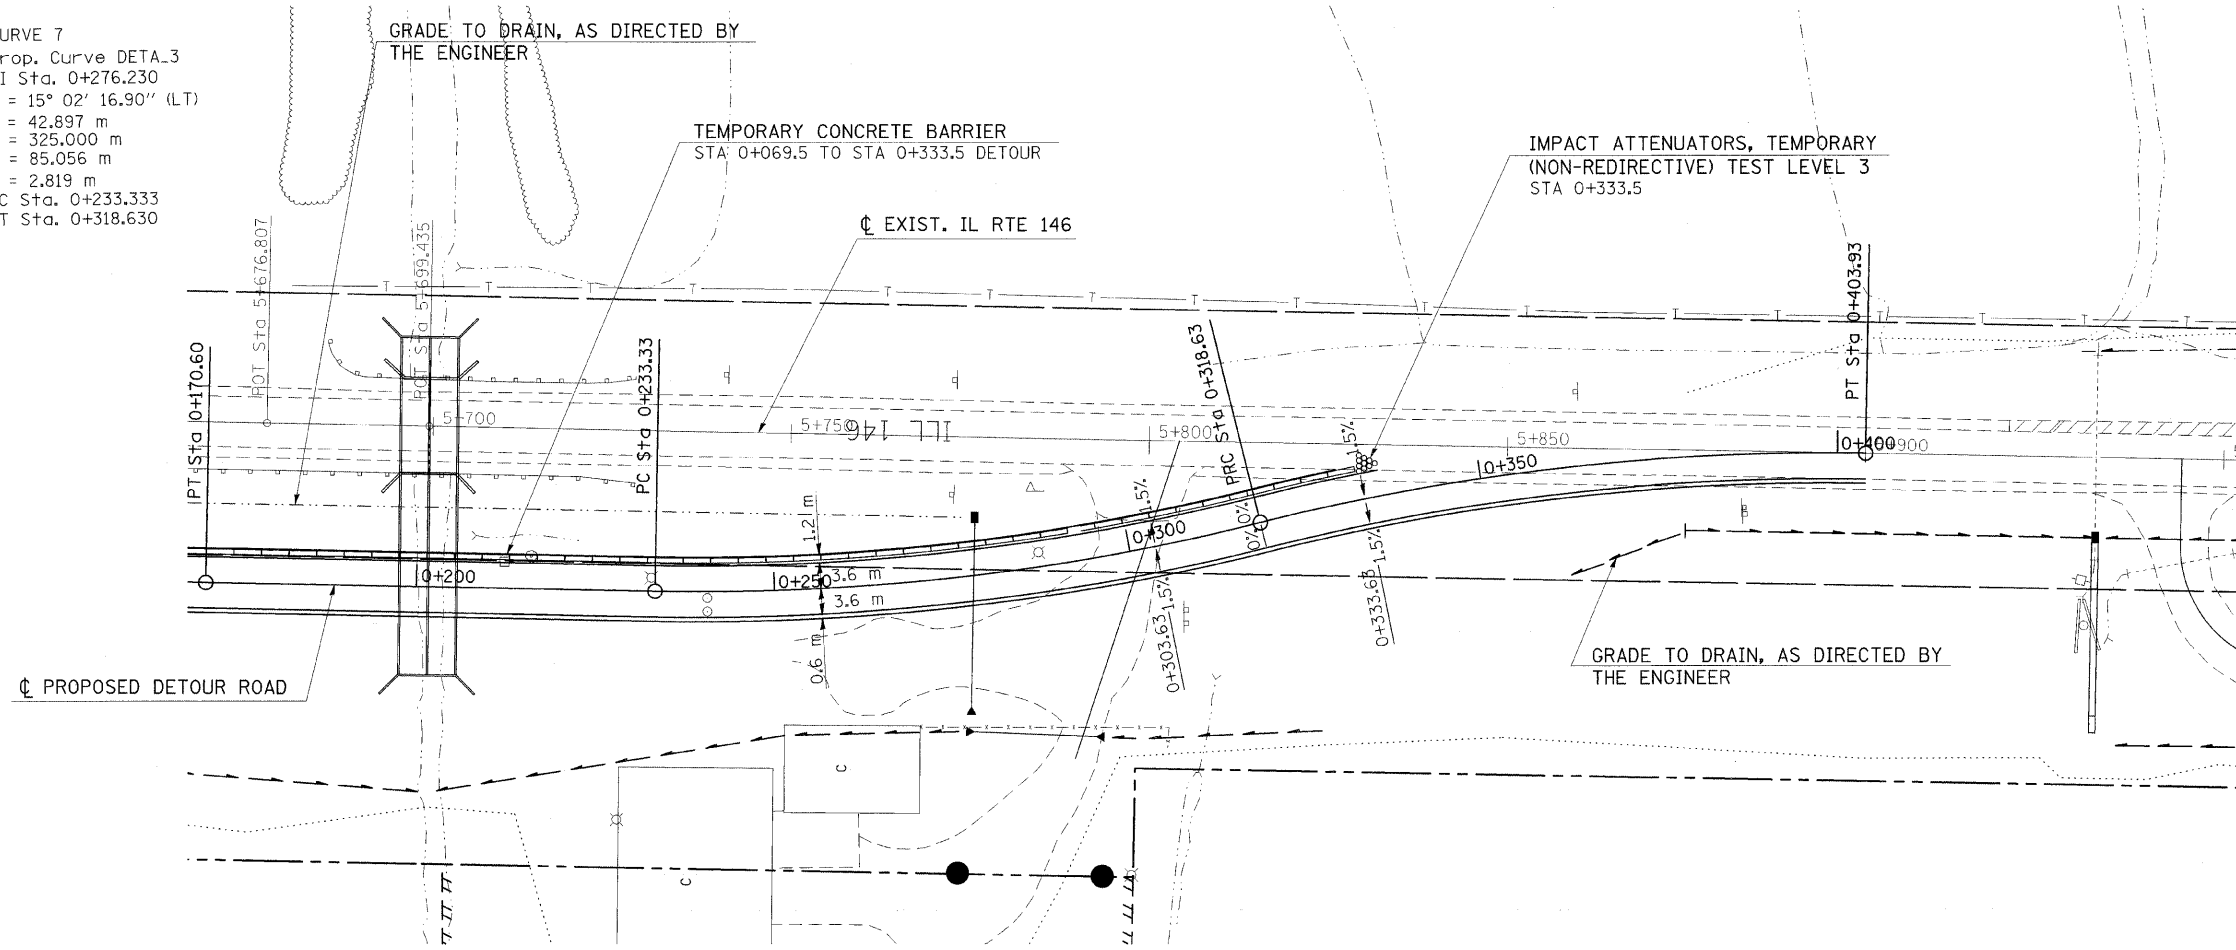 URVE 7
rop. Curve DETA_3
I Sta. 0+276.230
= 15° 02' 16.90" (LT)
= 42.897 m
= 325.000 m
= 85.056 m
= 2.819 m
C Sta. 0+233.333
T Sta. 0+318.630
GRADE TO DRAIN, AS DIRECTED BY
THE ENGINEER
TEMPORARY CONCRETE BARRIER
STA 0+069.5 TO STA 0+333.5 DETOUR
IMPACT ATTENUATORS, TEMPORARY
(NON-REDIRECTIVE) TEST LEVEL 3
STA 0+333.5
℄ EXIST. IL RTE 146
POT Sta 5+676.807
POT Sta 5+699.435
PT Sta 0+170.60
PC Sta 0+233.33
PRC Sta 0+318.63
PT Sta 0+403.93
5+700
5+750
ILL 146
5+800
5+850
0+400
900
0+350
1.5%
1.5%
0%
0%
0+300
1.2 m
P
0+200
0+250
3.6 m
3.6 m
0.6 m
1.5%
0+303.63
1.5%
0+333.63
℄ PROPOSED DETOUR ROAD
GRADE TO DRAIN, AS DIRECTED BY
THE ENGINEER
C
C